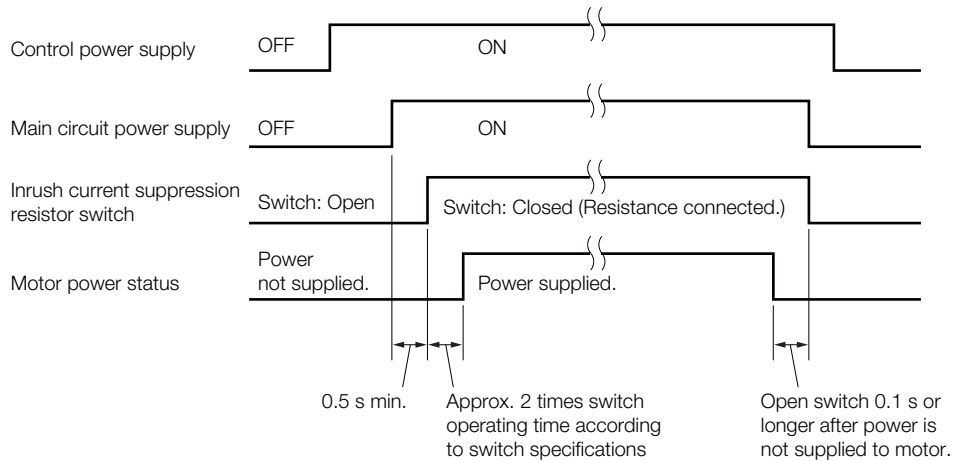 Control power supply
OFF
ON
Main circuit power supply
OFF
ON
Inrush current suppression
resistor switch
Switch: Open
Switch: Closed (Resistance connected.)
Motor power status
Power
not supplied.
Power supplied.
0.5 s min.
Approx. 2 times switch
operating time according
to switch specifications
Open switch 0.1 s or
longer after power is
not supplied to motor.